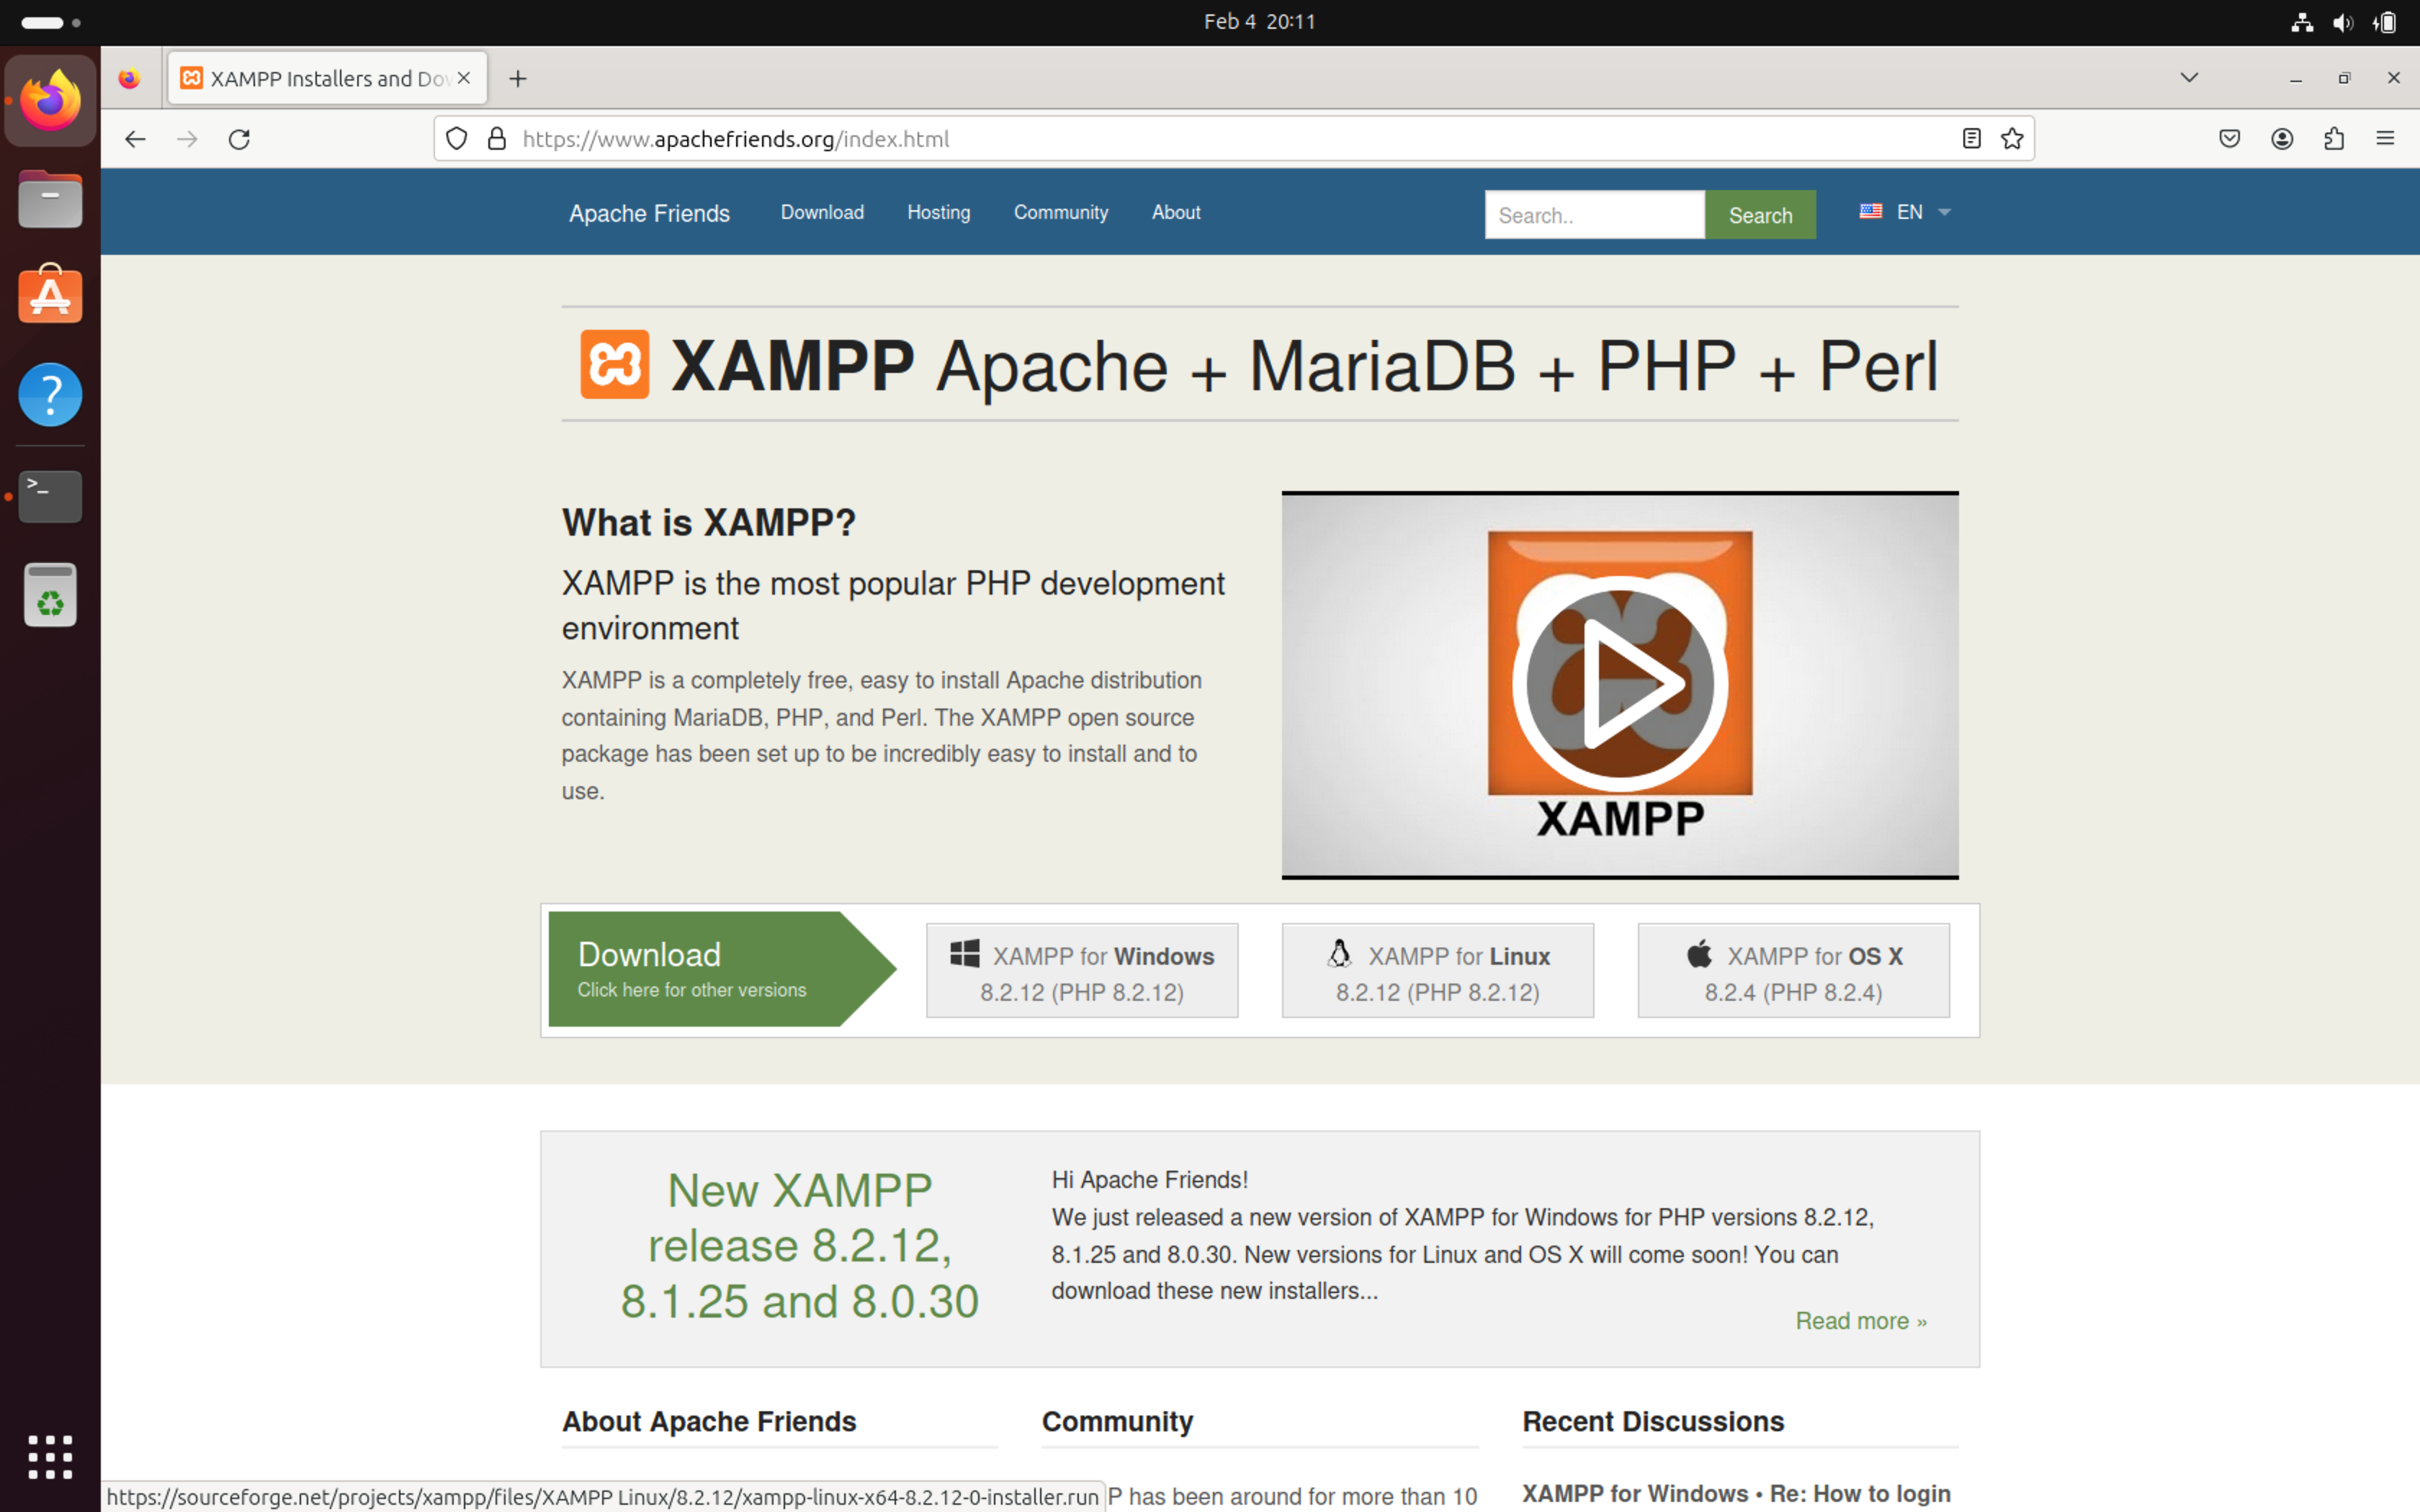 Feb 4 20:11
XAMPP Installers and Dov
https://www.apachefriends.org/index.html
Apache Friends
Download
Hosting
Community
About
Search..
Search
EN
XAMPP Apache + MariaDB + PHP + Perl
What is XAMPP?
XAMPP is the most popular PHP development
environment
XAMPP is a completely free, easy to install Apache distribution
containing MariaDB, PHP, and Perl. The XAMPP open source
package has been set up to be incredibly easy to install and to
use.
XAMPP
Download
Click here for other versions
XAMPP for Windows
8.2.12 (PHP 8.2.12)
XAMPP for Linux
8.2.12 (PHP 8.2.12)
XAMPP for OS X
8.2.4 (PHP 8.2.4)
New XAMPP
release 8.2.12,
8.1.25 and 8.0.30
Hi Apache Friends!
We just released a new version of XAMPP for Windows for PHP versions 8.2.12,
8.1.25 and 8.0.30. New versions for Linux and OS X will come soon! You can
download these new installers...
Read more »
About Apache Friends
Community
Recent Discussions
https://sourceforge.net/projects/xampp/files/XAMPP Linux/8.2.12/xampp-linux-x64-8.2.12-0-installer.run
P has been around for more than 10
XAMPP for Windows • Re: How to login